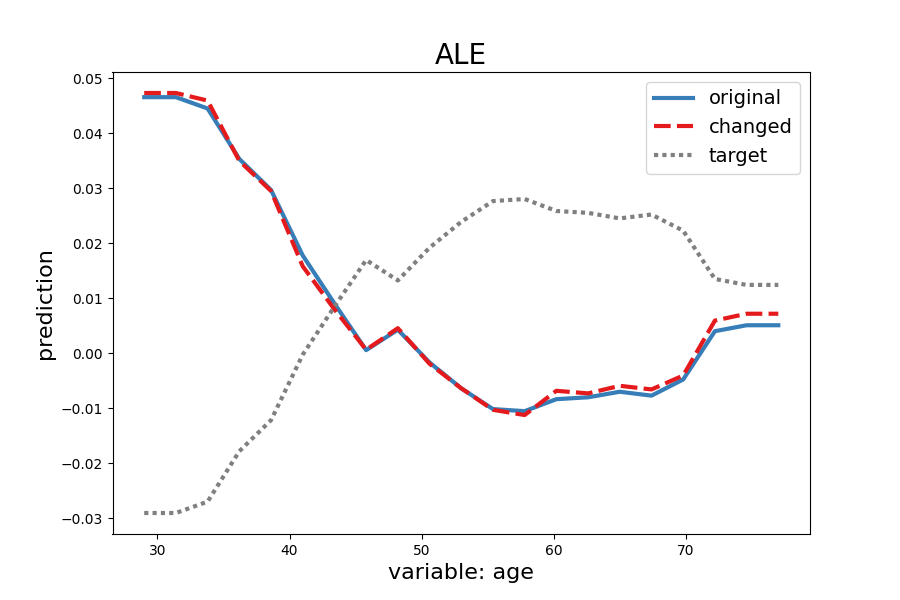 ALE
original
changed
target
prediction
0.05
0.04
0.03
0.02
0.01
0.00
−0.01
−0.02
−0.03
30 40 50 60 70
variable: age